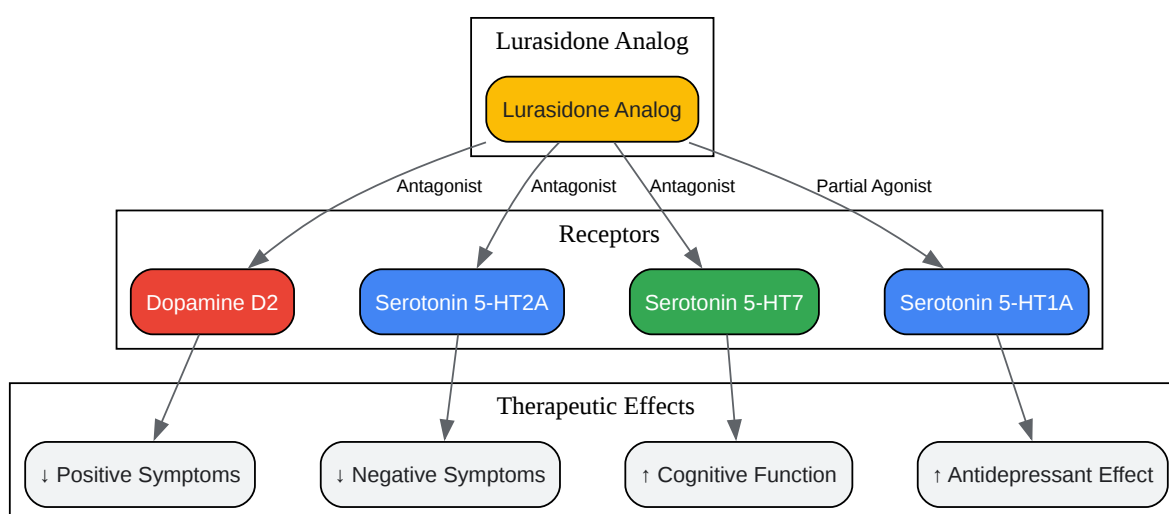 Lurasidone Analog
Lurasidone Analog
Antagonist
Antagonist
Antagonist
Partial Agonist
Receptors
Dopamine D2
Serotonin 5-HT2A
Serotonin 5-HT7
Serotonin 5-HT1A
Therapeutic Effects
↓ Positive Symptoms
↓ Negative Symptoms
↑ Cognitive Function
↑ Antidepressant Effect